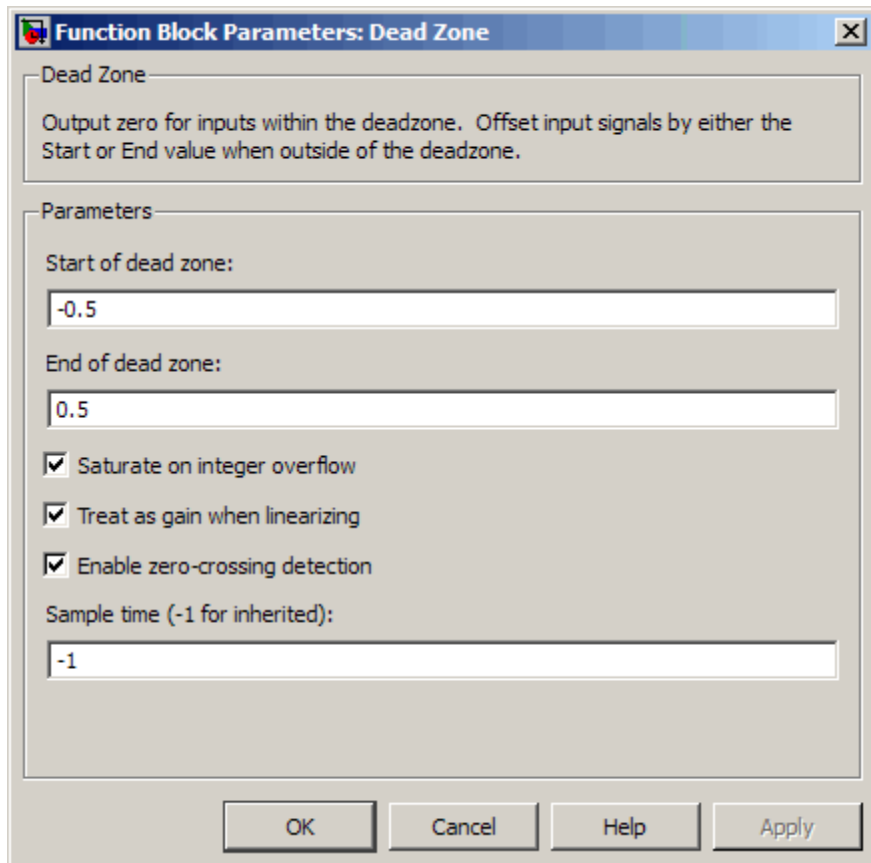 Function Block Parameters: Dead Zone
Dead Zone
Output zero for inputs within the deadzone.  Offset input signals by either the
Start or End value when outside of the deadzone.
Parameters
Start of dead zone:
-0.5
End of dead zone:
0.5
Saturate on integer overflow
Treat as gain when linearizing
Enable zero-crossing detection
Sample time (-1 for inherited):
-1
OK Cancel Help Apply